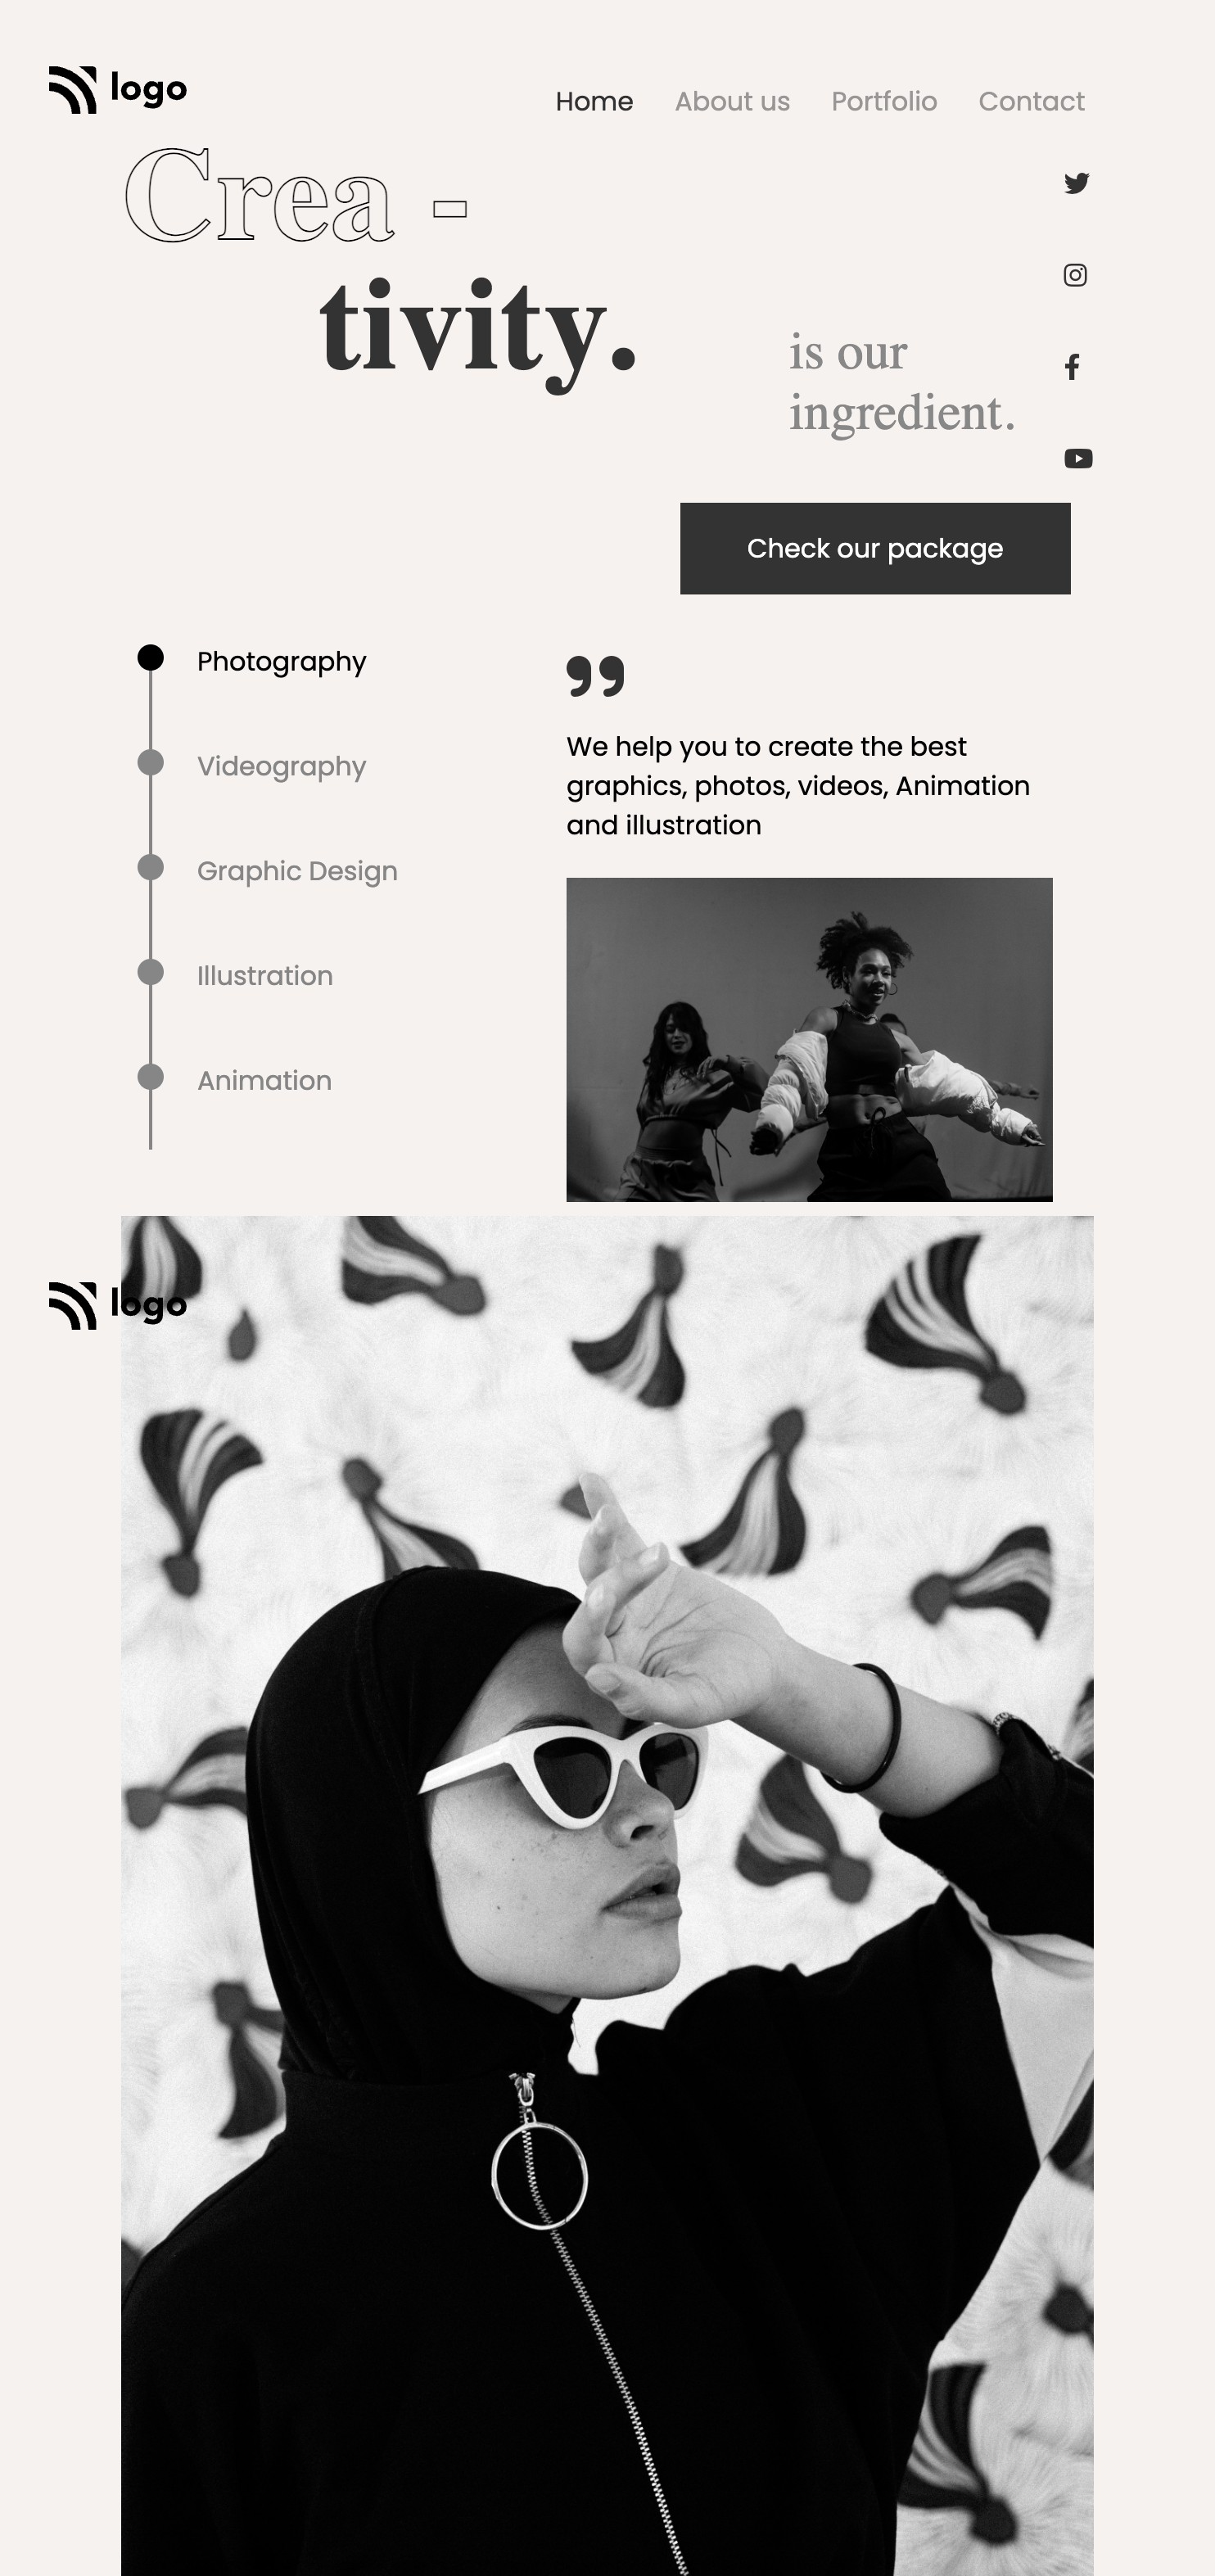 logo
Home About us Portfolio Contact
Crea -
tivity.
is our
ingredient.
Check our package
Photography
Videography
Graphic Design
Illustration
Animation
We help you to create the best
graphics, photos, videos, Animation
and illustration
logo